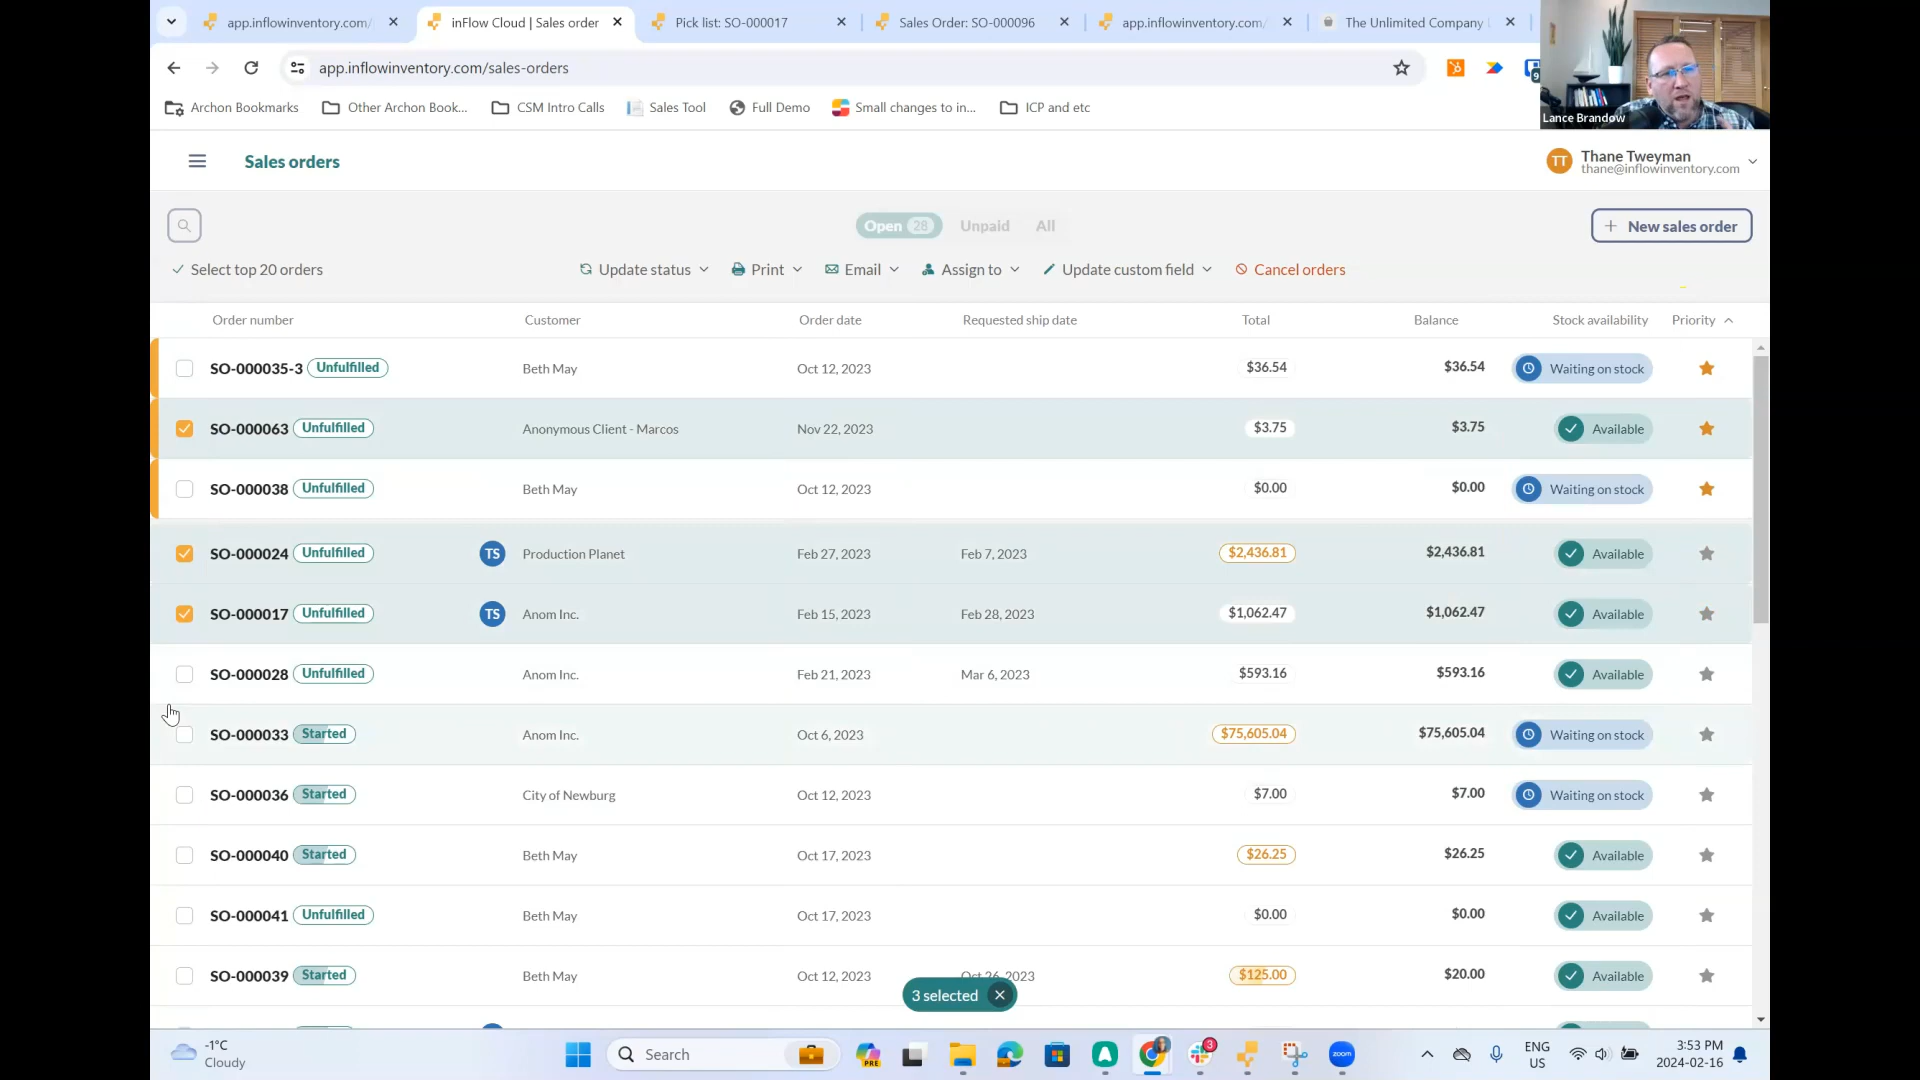 app.inflowinventory.com/
inFlow Cloud | Sales order
Pick list: SO-000017
Sales Order: SO-000096
app.inflowinventory.com/
The Unlimited Company
app.inflowinventory.com/sales-orders
9
Archon Bookmarks
Other Archon Book...
CSM Intro Calls
Sales Tool
Full Demo
Small changes to in...
ICP and etc
Lance Brandow
Sales orders
TT
Thane Tweyman
thane@inflowinventory.com
Open 28
Unpaid
All
+ New sales order
Select top 20 orders
Update status
Print
Email
Assign to
Update custom field
Cancel orders
Order number Customer Order date Requested ship date Total Balance Stock availability Priority
SO-000035-3 Unfulfilled Beth May Oct 12, 2023 $36.54 $36.54 Waiting on stock
SO-000063 Unfulfilled Anonymous Client - Marcos Nov 22, 2023 $3.75 $3.75 Available
SO-000038 Unfulfilled Beth May Oct 12, 2023 $0.00 $0.00 Waiting on stock
SO-000024 Unfulfilled TS Production Planet Feb 27, 2023 Feb 7, 2023 $2,436.81 $2,436.81 Available
SO-000017 Unfulfilled TS Anom Inc. Feb 15, 2023 Feb 28, 2023 $1,062.47 $1,062.47 Available
SO-000028 Unfulfilled Anom Inc. Feb 21, 2023 Mar 6, 2023 $593.16 $593.16 Available
SO-000033 Started Anom Inc. Oct 6, 2023 $75,605.04 $75,605.04 Waiting on stock
SO-000036 Started City of Newburg Oct 12, 2023 $7.00 $7.00 Waiting on stock
SO-000040 Started Beth May Oct 17, 2023 $26.25 $26.25 Available
SO-000041 Unfulfilled Beth May Oct 17, 2023 $0.00 $0.00 Available
SO-000039 Started Beth May Oct 12, 2023 Oct 26, 2023 $125.00 $20.00 Available
3 selected
-1°C
Cloudy
Search
PRE
3
zoom
ENG
US
3:53 PM
2024-02-16